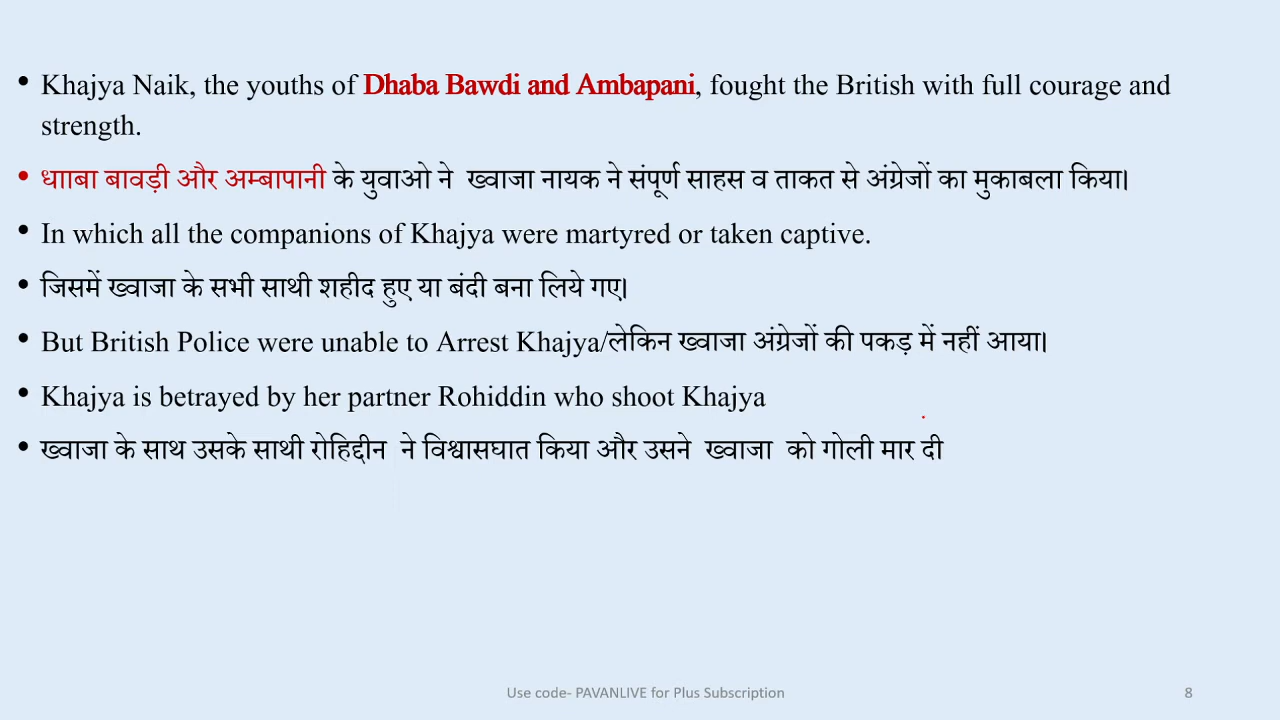 • Khajya Naik, the youths of Dhaba Bawdi and Ambapani, fought the British with full courage and
strength.
• धााबा बावड़ी और अम्बापानी के युवाओ ने ख्वाजा नायक ने संपूर्ण साहस व ताकत से अंग्रेजों का मुकाबला किया।
• In which all the companions of Khajya were martyred or taken captive.
• जिसमें ख्वाजा के सभी साथी शहीद हुए या बंदी बना लिये गए।
• But British Police were unable to Arrest Khajya/लेकिन ख्वाजा अंग्रेजों की पकड़ में नहीं आया।
• Khajya is betrayed by her partner Rohiddin who shoot Khajya
• ख्वाजा के साथ उसके साथी रोहिद्दीन ने विश्वासघात किया और उसने ख्वाजा को गोली मार दी
Use code- PAVANLIVE for Plus Subscription
8